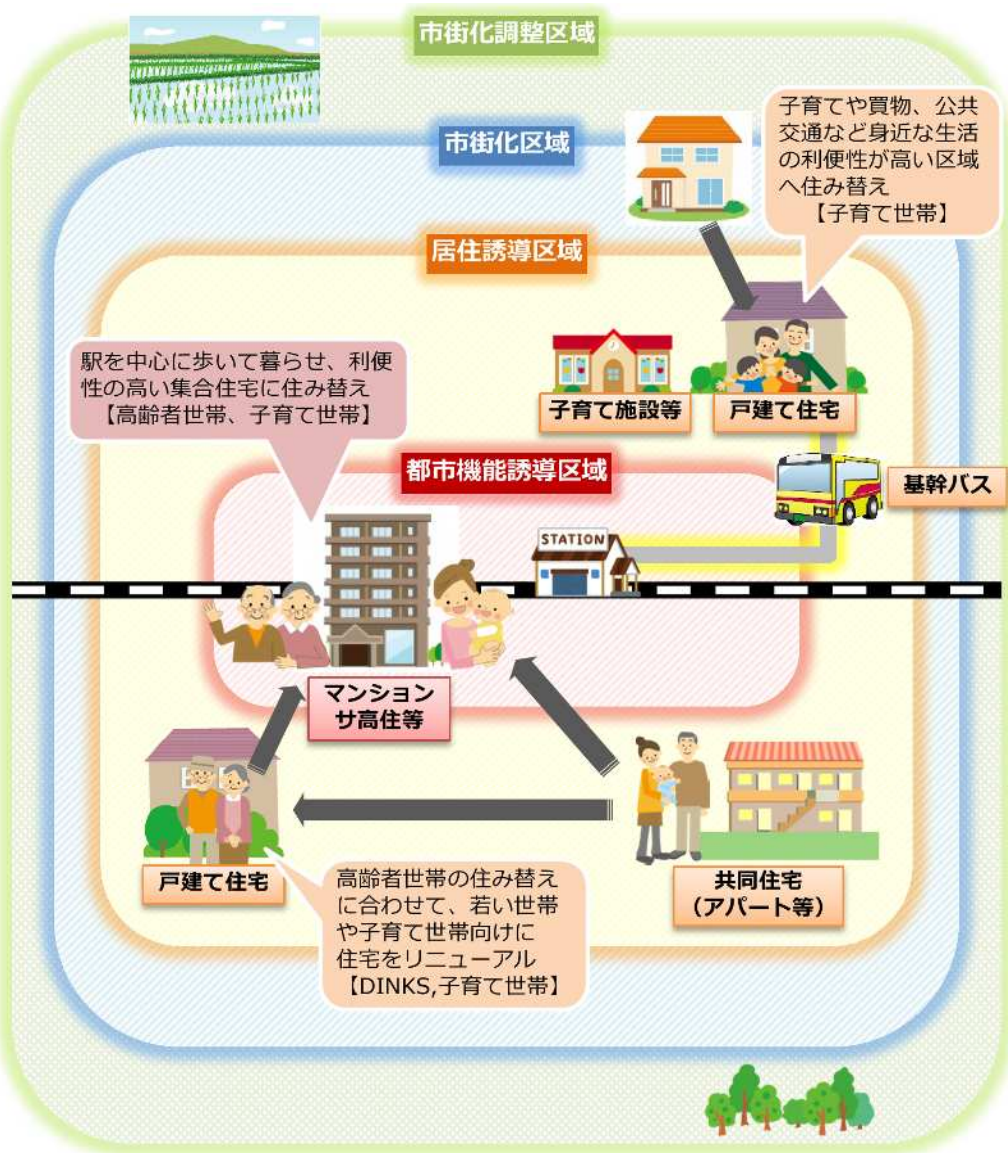 市街化調整区域
子育てや買物、公共
交通など身近な生活
の利便性が高い区域
へ住み替え
【子育て世帯】
市街化区域
居住誘導区域
駅を中心に歩いて暮らせ、利便
性の高い集合住宅に住み替え
【高齢者世帯、子育て世帯】
子育て施設等
戸建て住宅
都市機能誘導区域
基幹バス
STATION
マンション
サ高住等
戸建て住宅
共同住宅
（アパート等）
高齢者世帯の住み替え
に合わせて、若い世帯
や子育て世帯向けに
住宅をリニューアル
【DINKS,子育て世帯】